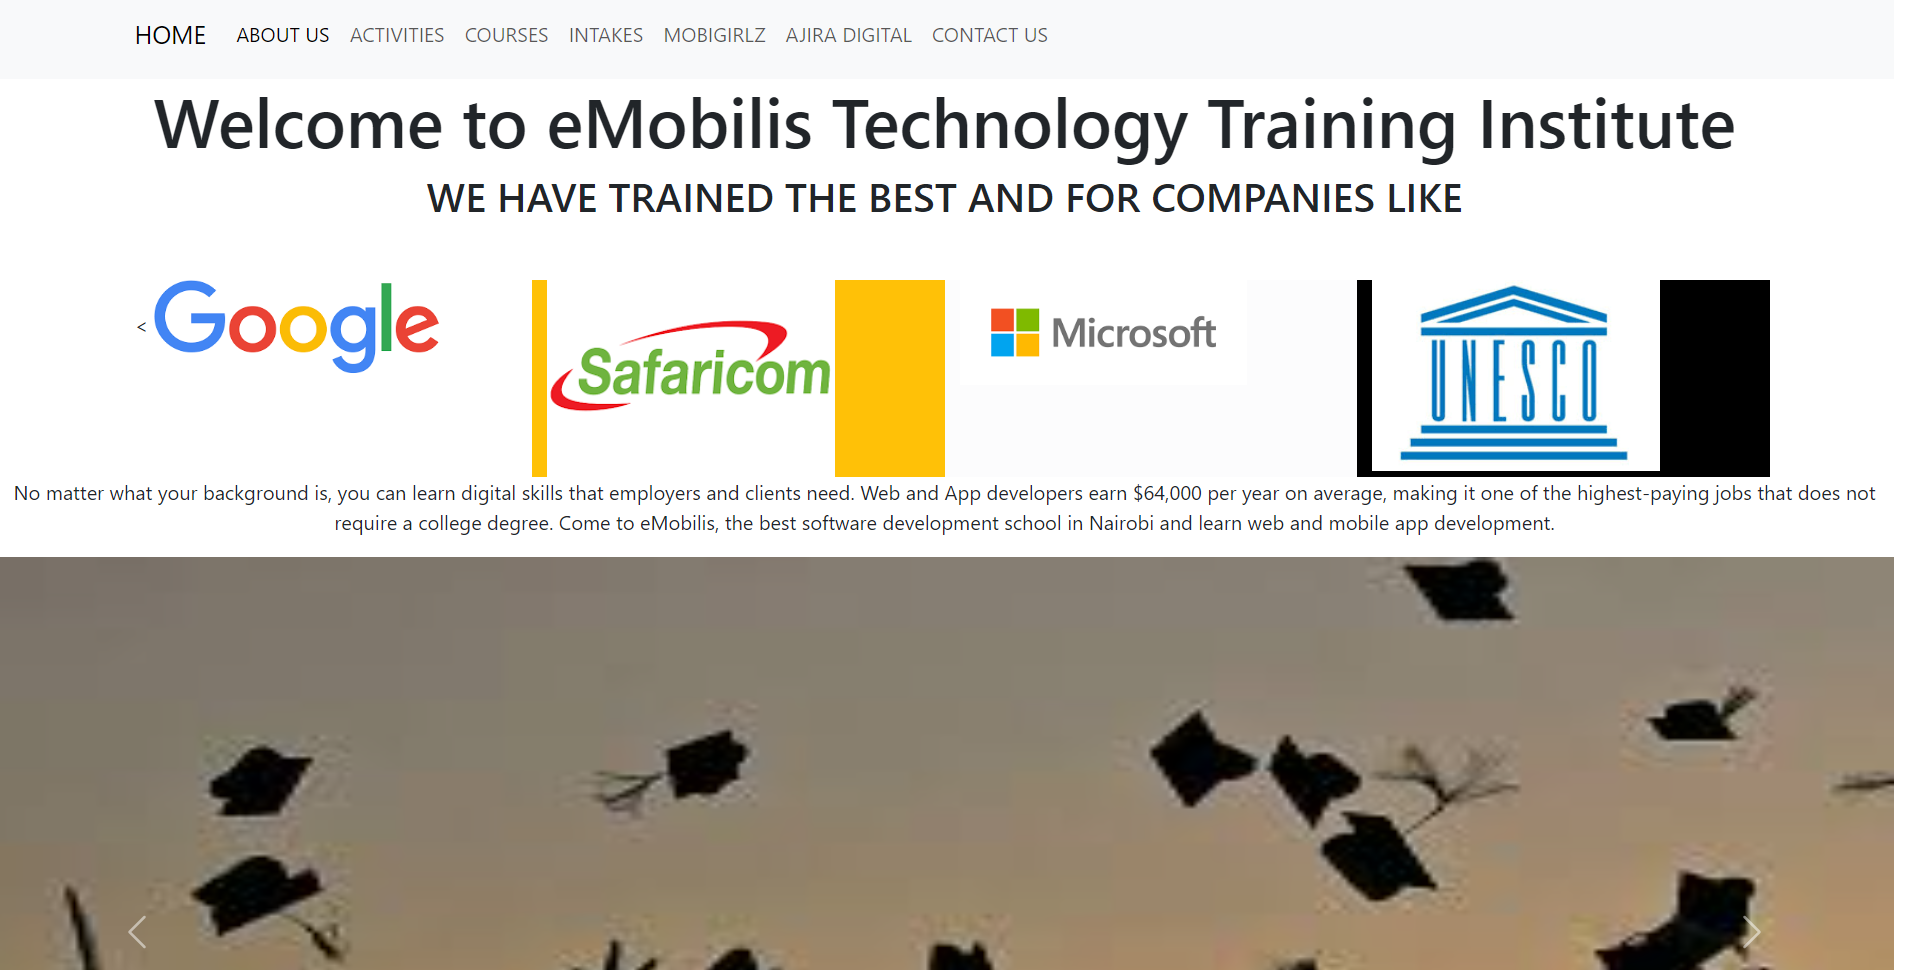 HOME ABOUT US ACTIVITIES COURSES INTAKES MOBIGIRLZ AJIRA DIGITAL CONTACT US
Welcome to eMobilis Technology Training Institute
WE HAVE TRAINED THE BEST AND FOR COMPANIES LIKE
< Google Safaricom Microsoft UNESCO
No matter what your background is, you can learn digital skills that employers and clients need. Web and App developers earn $64,000 per year on average, making it one of the highest-paying jobs that does not
require a college degree. Come to eMobilis, the best software development school in Nairobi and learn web and mobile app development.